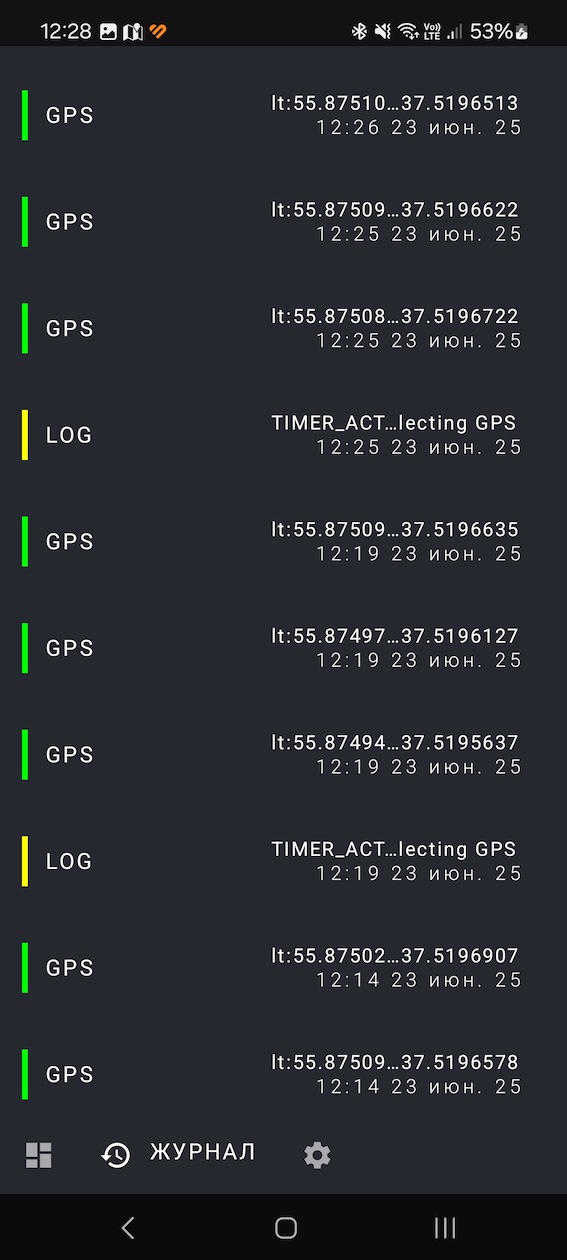 12:28 Vo)) LTE 53%
GPS lt:55.87510…37.5196513
12:26 23 июн. 25
GPS lt:55.87509…37.5196622
12:25 23 июн. 25
GPS lt:55.87508…37.5196722
12:25 23 июн. 25
LOG TIMER_ACT…lecting GPS
12:25 23 июн. 25
GPS lt:55.87509…37.5196635
12:19 23 июн. 25
GPS lt:55.87497…37.5196127
12:19 23 июн. 25
GPS lt:55.87494…37.5195637
12:19 23 июн. 25
LOG TIMER_ACT…lecting GPS
12:19 23 июн. 25
GPS lt:55.87502…37.5196907
12:14 23 июн. 25
GPS lt:55.87509…37.5196578
12:14 23 июн. 25
ЖУРНАЛ